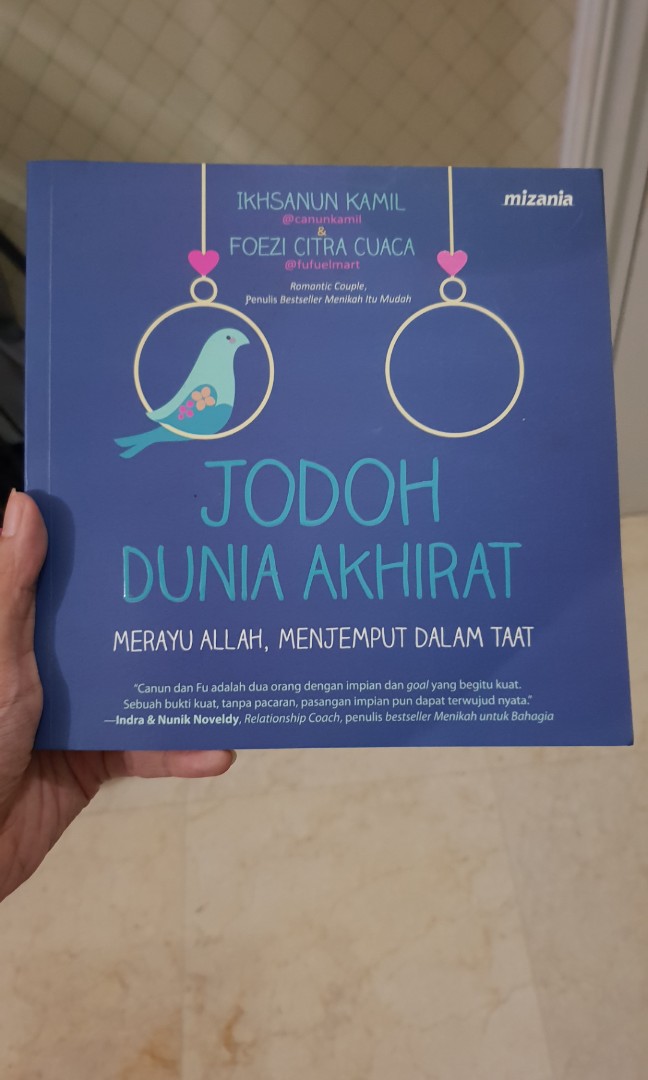 mizania
IKHSANUN KAMIL
@canunkamil
&
FOEZI CITRA CUACA
@fufuelmart
Romantic Couple,
Penulis Bestseller Menikah Itu Mudah
JODOH
DUNIA AKHIRAT
MERAYU ALLAH, MENJEMPUT DALAM TAAT
“Canun dan Fu adalah dua orang dengan impian dan goal yang begitu kuat.
Sebuah bukti kuat, tanpa pacaran, pasangan impian pun dapat terwujud nyata.”
—Indra & Nunik Noveldy, Relationship Coach, penulis bestseller Menikah untuk Bahagia